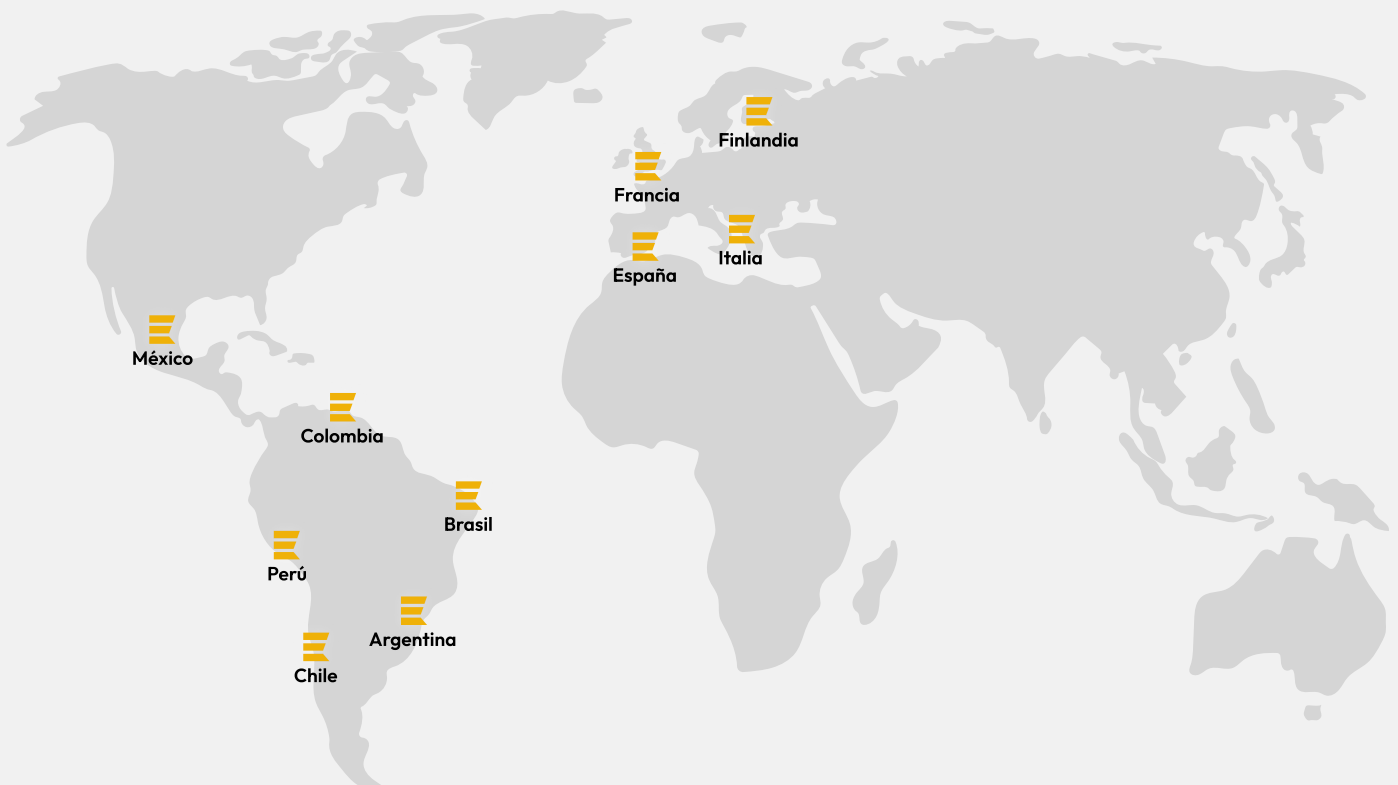 Finlandia
Francia
Italia
España
México
Colombia
Brasil
Perú
Argentina
Chile